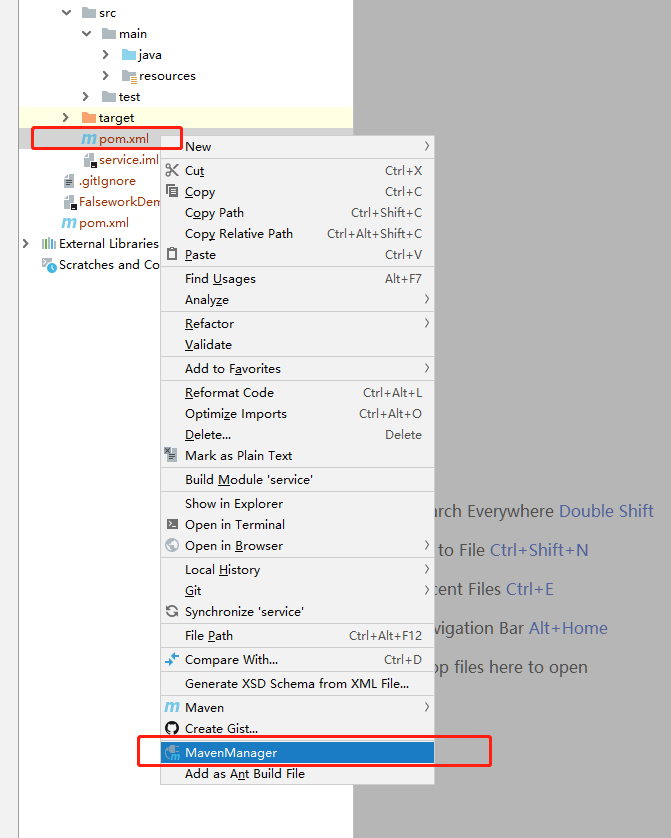 src
main
java
resources
test
target
pom.xml
service.iml
.gitIgnore
FalseworkDem
pom.xml
External Libraries
Scratches and Co
New
Cut Ctrl+X
Copy Ctrl+C
Copy Path Ctrl+Shift+C
Copy Relative Path Ctrl+Alt+Shift+C
Paste Ctrl+V
Find Usages Alt+F7
Analyze
Refactor
Validate
Add to Favorites
Reformat Code Ctrl+Alt+L
Optimize Imports Ctrl+Alt+O
Delete... Delete
Mark as Plain Text
Build Module 'service'
Show in Explorer
Open in Terminal
Open in Browser
Local History
Git
Synchronize 'service'
File Path Ctrl+Alt+F12
Compare With... Ctrl+D
Generate XSD Schema from XML File...
Maven
Create Gist...
MavenManager
Add as Ant Build File
arch Everywhere Double Shift
to File Ctrl+Shift+N
cent Files Ctrl+E
vigation Bar Alt+Home
op files here to open